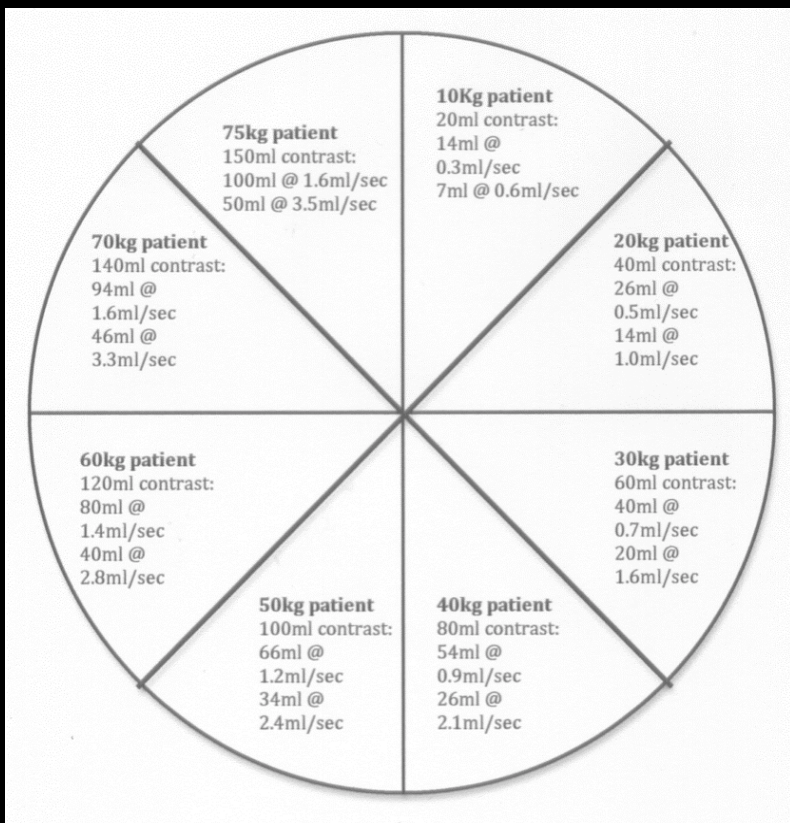 10Kg patient
20ml contrast:
14ml @
0.3ml/sec
7ml @ 0.6ml/sec
20kg patient
40ml contrast:
26ml @
0.5ml/sec
14ml @
1.0ml/sec
30kg patient
60ml contrast:
40ml @
0.7ml/sec
20ml @
1.6ml/sec
40kg patient
80ml contrast:
54ml @
0.9ml/sec
26ml @
2.1ml/sec
50kg patient
100ml contrast:
66ml @
1.2ml/sec
34ml @
2.4ml/sec
60kg patient
120ml contrast:
80ml @
1.4ml/sec
40ml @
2.8ml/sec
70kg patient
140ml contrast:
94ml @
1.6ml/sec
46ml @
3.3ml/sec
75kg patient
150ml contrast:
100ml @ 1.6ml/sec
50ml @ 3.5ml/sec